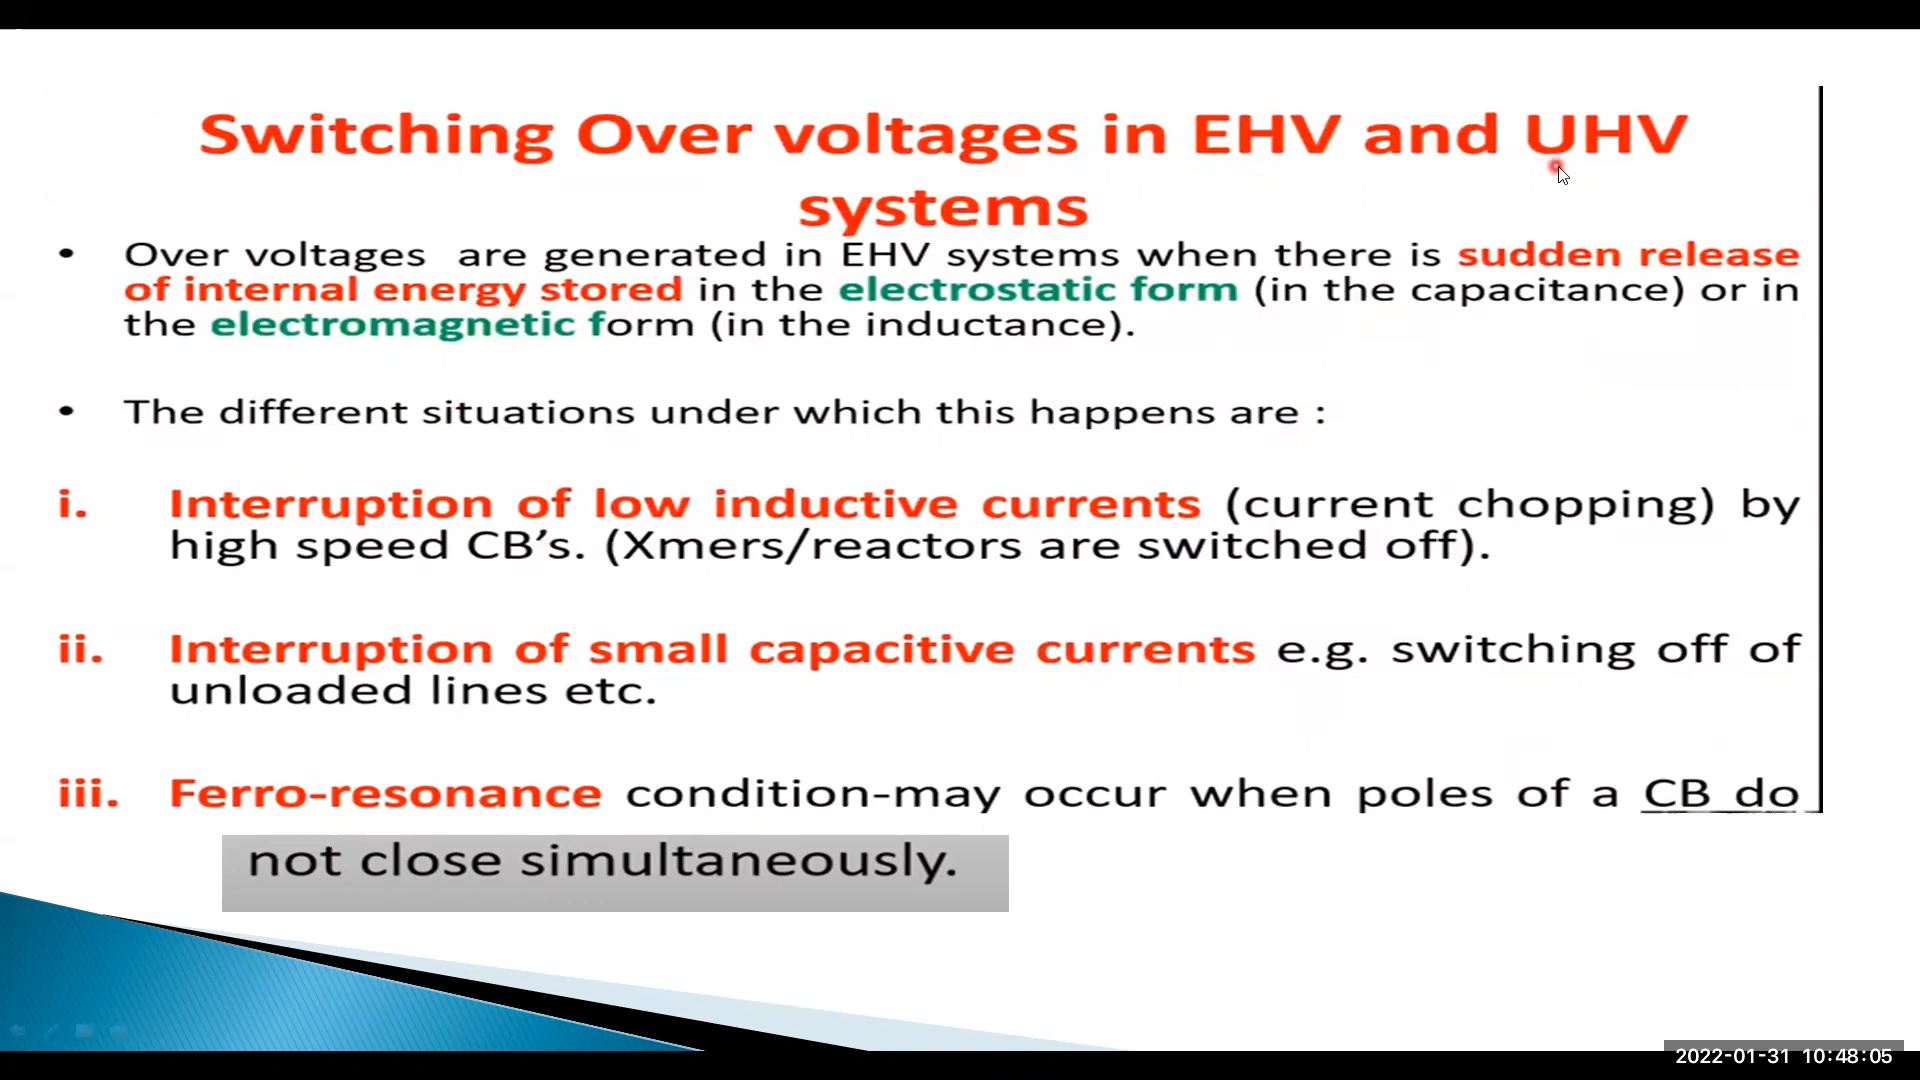 Switching Over voltages in EHV and UHV
systems
• Over voltages are generated in EHV systems when there is sudden release
of internal energy stored in the electrostatic form (in the capacitance) or in
the electromagnetic form (in the inductance).
• The different situations under which this happens are :
i. Interruption of low inductive currents (current chopping) by
high speed CB’s. (Xmers/reactors are switched off).
ii. Interruption of small capacitive currents e.g. switching off of
unloaded lines etc.
iii. Ferro-resonance condition-may occur when poles of a CB do
not close simultaneously.
2022-01-31 10:48:05